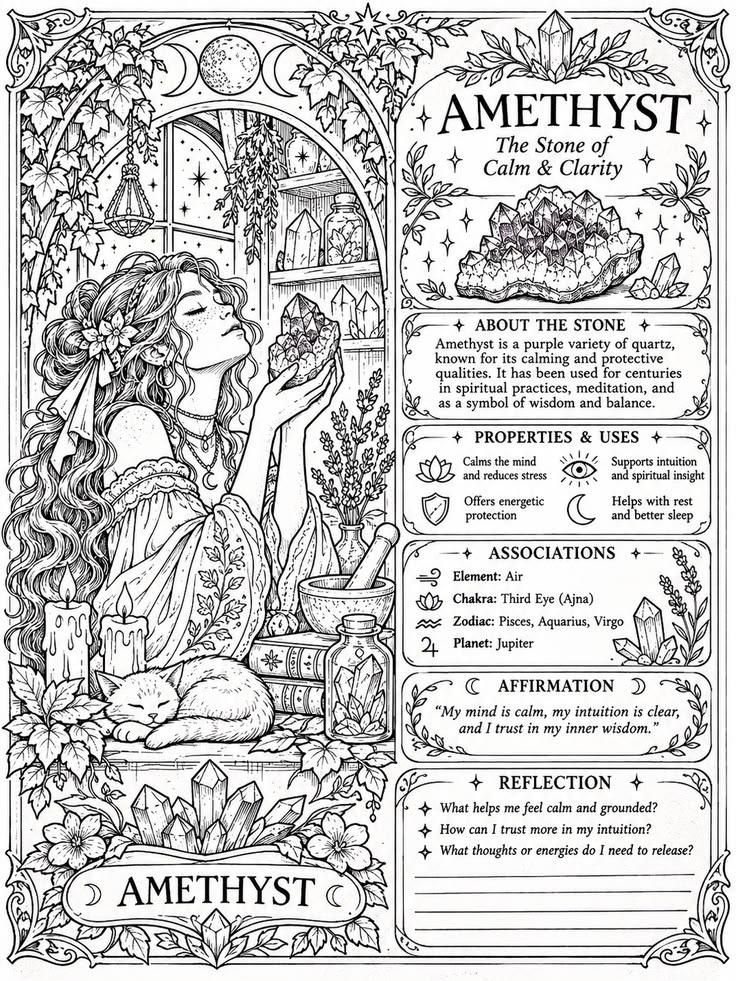 AMETHYST
The Stone of
Calm & Clarity
ABOUT THE STONE
Amethyst is a purple variety of quartz,
known for its calming and protective
qualities. It has been used for centuries
in spiritual practices, meditation, and
as a symbol of wisdom and balance.
PROPERTIES & USES
Calms the mind
and reduces stress
Supports intuition
and spiritual insight
Offers energetic
protection
Helps with rest
and better sleep
ASSOCIATIONS
Element: Air
Chakra: Third Eye (Ajna)
Zodiac: Pisces, Aquarius, Virgo
Planet: Jupiter
AFFIRMATION
“My mind is calm, my intuition is clear,
and I trust in my inner wisdom.”
REFLECTION
What helps me feel calm and grounded?
How can I trust more in my intuition?
What thoughts or energies do I need to release?
AMETHYST